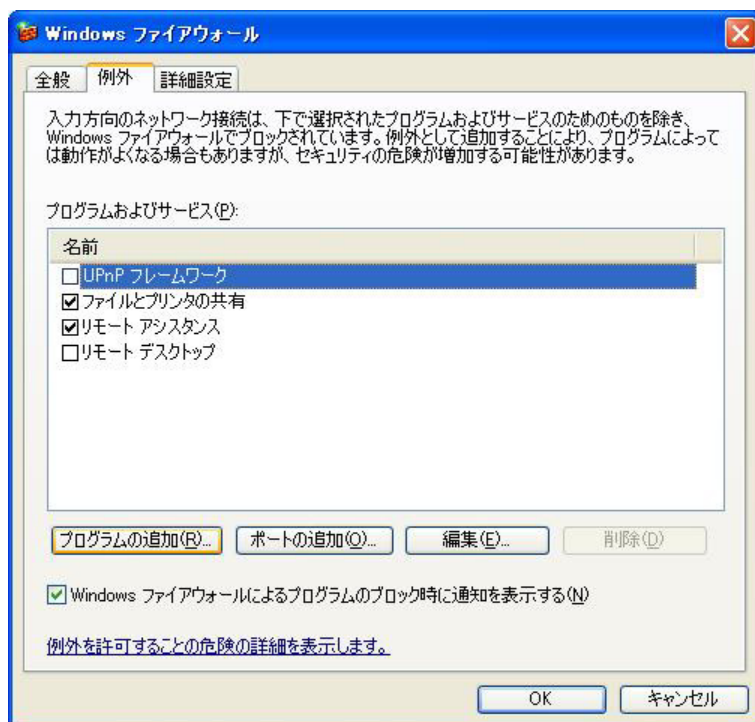 Windows ファイアウォール
全般 例外 詳細設定
入力方向のネットワーク接続は、下で選択されたプログラムおよびサービスのためのものを除き、
Windows ファイアウォールでブロックされています。例外として追加することにより、プログラムによって
は動作がよくなる場合もありますが、セキュリティの危険が増加する可能性があります。
プログラムおよびサービス(P):
名前
UPnP フレームワーク
ファイルとプリンタの共有
リモート アシスタンス
リモート デスクトップ
プログラムの追加(R)... ポートの追加(O)... 編集(E)... 削除(D)
Windows ファイアウォールによるプログラムのブロック時に通知を表示する(N)
例外を許可することの危険の詳細を表示します。
OK キャンセル